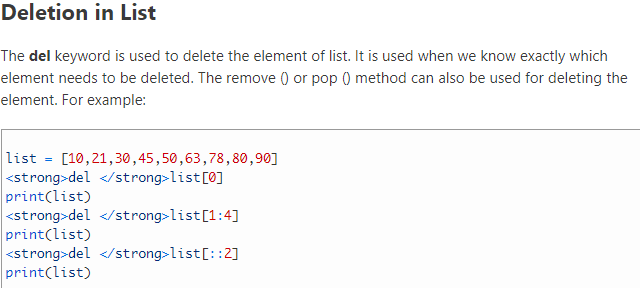 Deletion in List
The del keyword is used to delete the element of list. It is used when we know exactly which
element needs to be deleted. The remove () or pop () method can also be used for deleting the
element. For example:
list = [10,21,30,45,50,63,78,80,90]
<strong>del </strong>list[0]
print(list)
<strong>del </strong>list[1:4]
print(list)
<strong>del </strong>list[::2]
print(list)